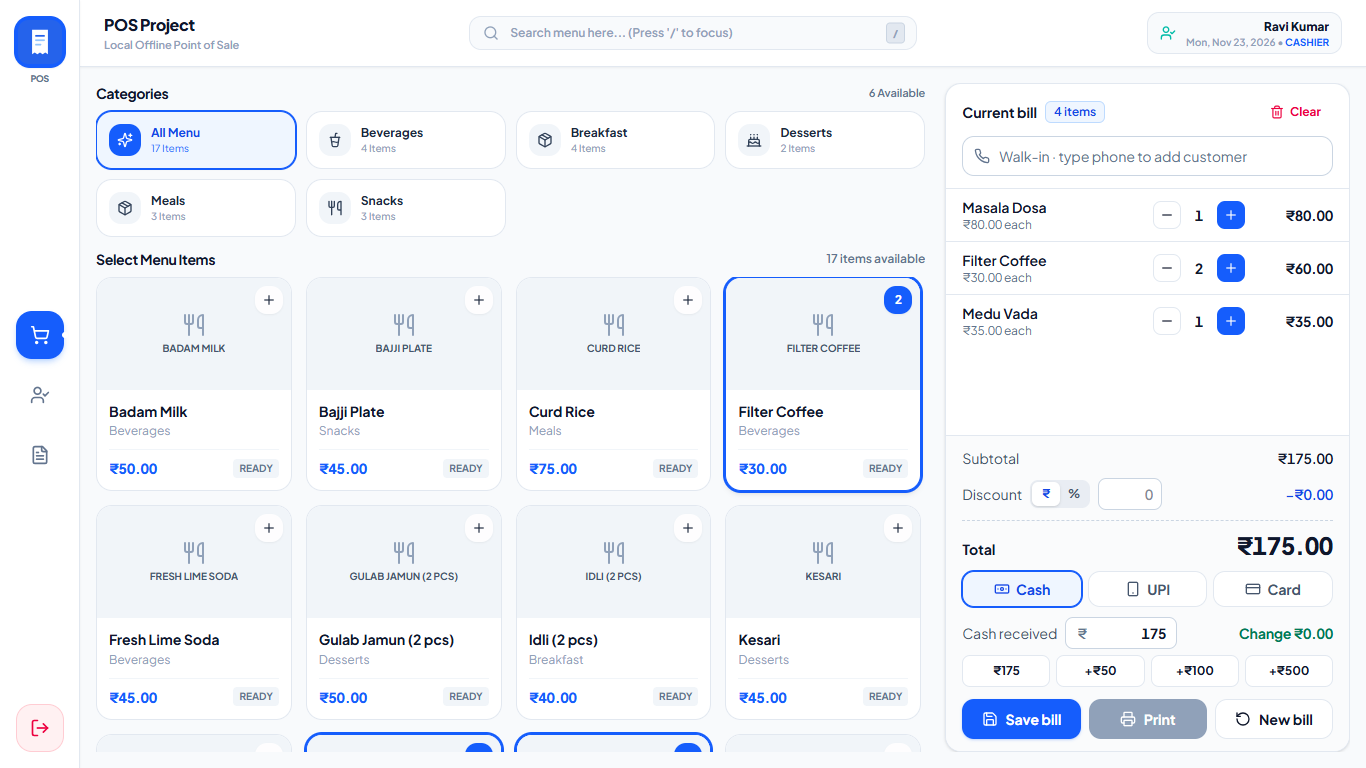 POS
POS Project
Local Offline Point of Sale
Search menu here... (Press '/' to focus)
/
Ravi Kumar
Mon, Nov 23, 2026 • CASHIER
Categories
6 Available
All Menu
17 Items
Beverages
4 Items
Breakfast
4 Items
Desserts
2 Items
Meals
3 Items
Snacks
3 Items
Select Menu Items
17 items available
BADAM MILK
Badam Milk
Beverages
₹50.00
READY
BAJJI PLATE
Bajji Plate
Snacks
₹45.00
READY
CURD RICE
Curd Rice
Meals
₹75.00
READY
2
FILTER COFFEE
Filter Coffee
Beverages
₹30.00
READY
FRESH LIME SODA
Fresh Lime Soda
Beverages
₹45.00
READY
GULAB JAMUN (2 PCS)
Gulab Jamun (2 pcs)
Desserts
₹50.00
READY
IDLI (2 PCS)
Idli (2 pcs)
Breakfast
₹40.00
READY
KESARI
Kesari
Desserts
₹45.00
READY
Current bill
4 items
Clear
Walk-in · type phone to add customer
Masala Dosa
₹80.00 each
1
₹80.00
Filter Coffee
₹30.00 each
2
₹60.00
Medu Vada
₹35.00 each
1
₹35.00
Subtotal
₹175.00
Discount
₹
%
0
−₹0.00
Total
₹175.00
Cash
UPI
Card
Cash received
₹ 175
Change ₹0.00
₹175
+₹50
+₹100
+₹500
Save bill
Print
New bill